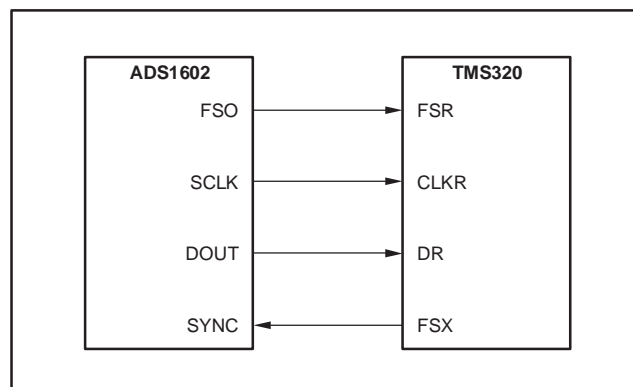 ADS1602 TMS320
FSO FSR
SCLK CLKR
DOUT DR
SYNC FSX